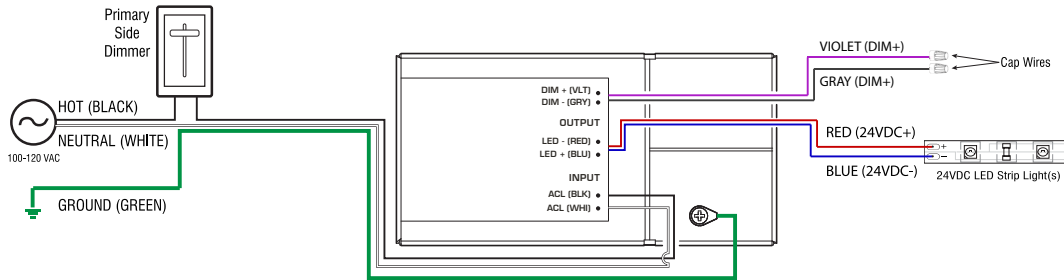 Primary
Side
Dimmer
HOT (BLACK)
NEUTRAL (WHITE)
100-120 VAC
GROUND (GREEN)
DIM + (VLT)
DIM - (GRY)
OUTPUT
LED - (RED)
LED + (BLU)
INPUT
ACL (BLK)
ACL (WHI)
VIOLET (DIM+)
GRAY (DIM+)
Cap Wires
RED (24VDC+)
BLUE (24VDC-)
+
−
24VDC LED Strip Light(s)